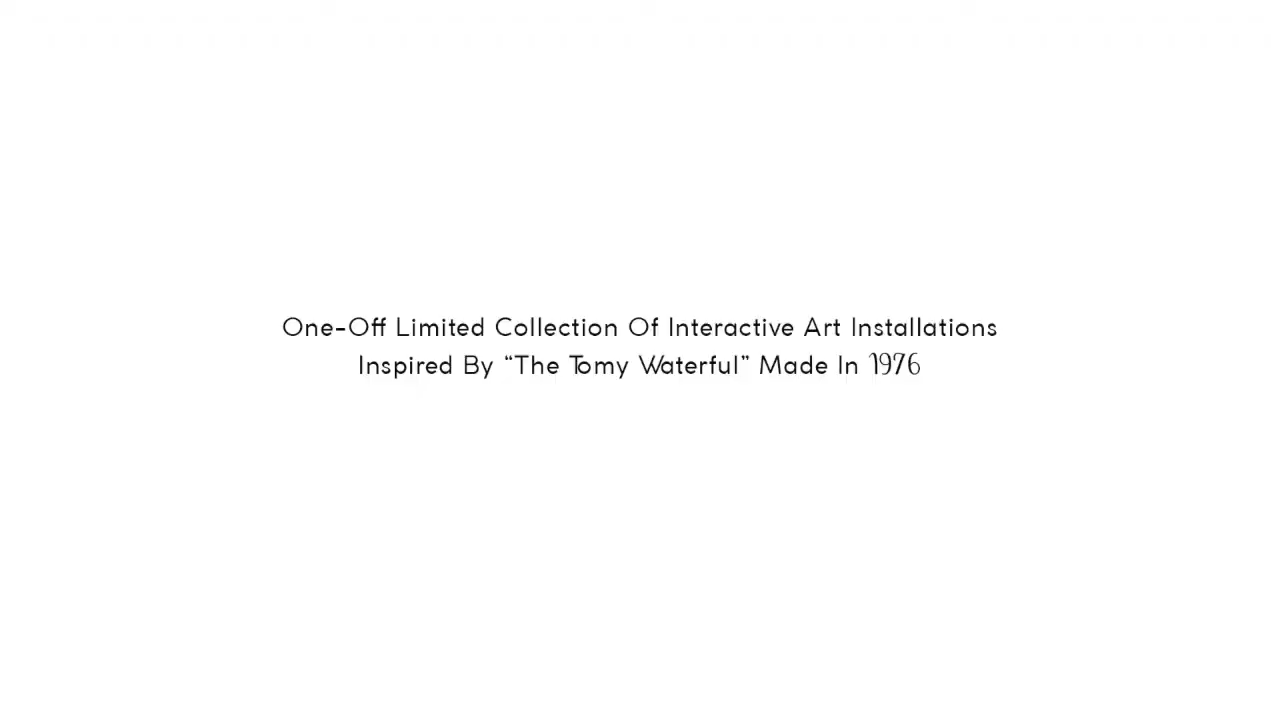 One-Off Limited Collection Of Interactive Art Installations
Inspired By “The Tomy Waterful” Made In 1976